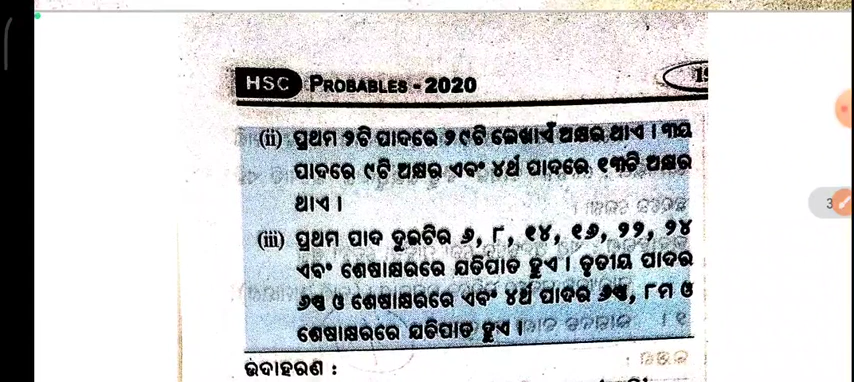 HSC PROBABLES - 2020
(ii) ପ୍ରଥମ ୨ଟି ପାଦରେ ୨୯ଟି ଲେଖାଏଁ ଅକ୍ଷର ଥାଏ । ୩ୟ
ପାଦରେ ୯ଟି ଅକ୍ଷର ଏବଂ ୪ର୍ଥ ପାଦରେ ୧୩ଟି ଅକ୍ଷର
ଥାଏ ।
(iii) ପ୍ରଥମ ପାଦ ଦୁଇଟିର ୬, ୮, ୧୪, ୧୬, ୨୨, ୨୪
ଏବଂ ଶେଷାକ୍ଷରରେ ଯତିପାତ ହୁଏ । ତୃତୀୟ ପାଦର
୬ଷ୍ଠ ଓ ଶେଷାକ୍ଷରରେ ଏବଂ ୪ର୍ଥ ପାଦର ୬ଷ୍ଠ, ୮ମ ଓ
ଶେଷାକ୍ଷରରେ ଯତିପାତ ହୁଏ ।
ଉଦାହରଣ :
3